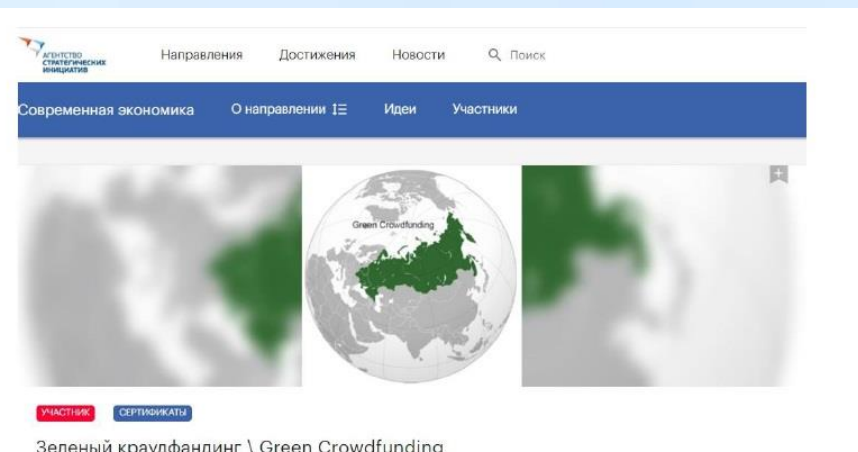 АГЕНТСТВО
СТРАТЕГИЧЕСКИХ
ИНИЦИАТИВ
Направления Достижения Новости Поиск
Современная экономика О направлении Идеи Участники
Green Crowdfunding
УЧАСТНИК СЕРТИФИКАТЫ
Зеленый краудфандинг \ Green Crowdfunding